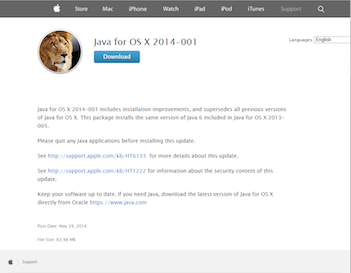 Store Mac iPhone Watch iPad iPod iTunes Support
Java for OS X 2014-001
Languages English
Download
Java for OS X 2014-001 includes installation improvements, and supersedes all previous versions
of Java for OS X. This package installs the same version of Java 6 included in Java for OS X 2013-
005.
Please quit any Java applications before installing this update.
See http://support.apple.com/kb/HT6133 for more details about this update.
See http://support.apple.com/kb/HT1222 for information about the security content of this
update.
Keep your software up to date. If you need Java, download the latest version of Java for OS X
directly from Oracle https://www.java.com
Post Date: May 29, 2014
File Size: 63.98 MB
Support